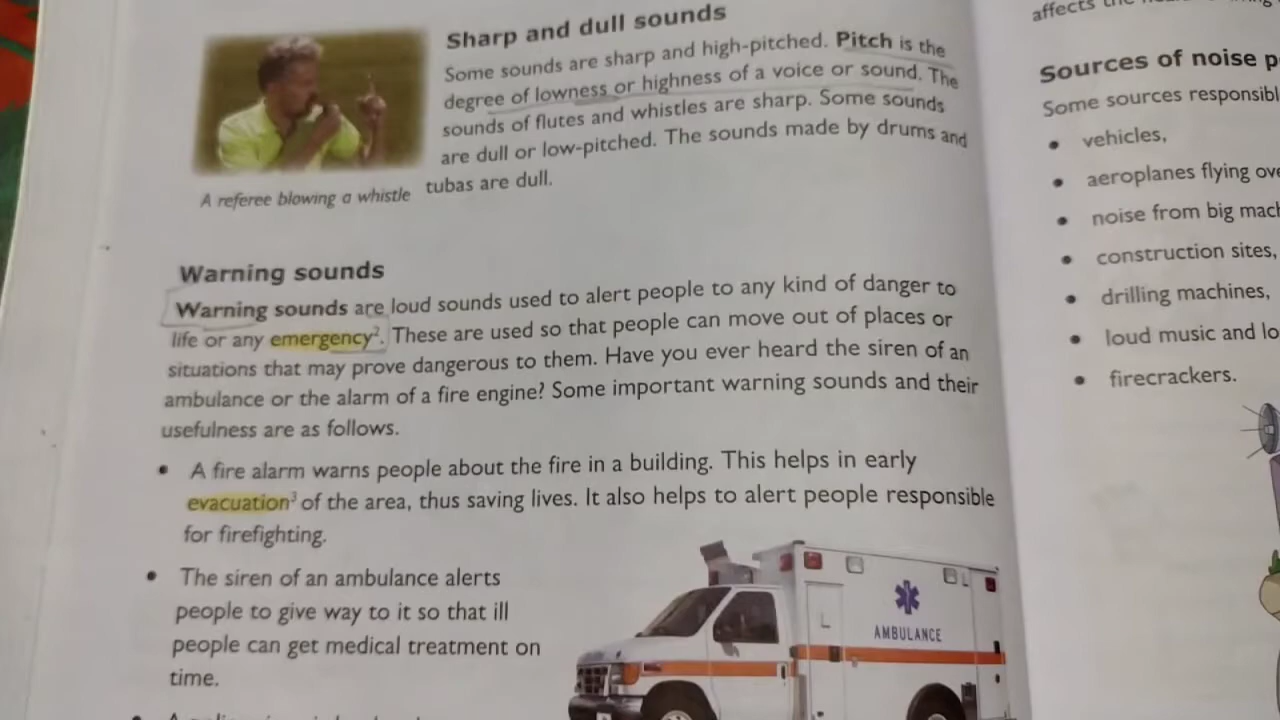 Sharp and dull sounds
Some sounds are sharp and high-pitched. Pitch is the
degree of lowness or highness of a voice or sound. The
sounds of flutes and whistles are sharp. Some sounds
are dull or low-pitched. The sounds made by drums and
tubas are dull.
A referee blowing a whistle
Warning sounds
Warning sounds are loud sounds used to alert people to any kind of danger to
life or any emergency². These are used so that people can move out of places or
situations that may prove dangerous to them. Have you ever heard the siren of an
ambulance or the alarm of a fire engine? Some important warning sounds and their
usefulness are as follows.
• A fire alarm warns people about the fire in a building. This helps in early
evacuation³ of the area, thus saving lives. It also helps to alert people responsible
for firefighting.
• The siren of an ambulance alerts
people to give way to it so that ill
people can get medical treatment on
time.
AMBULANCE
affects
Sources of noise
Some sources
• vehicles,
• aeroplanes flying
• noise from big
• construction sites,
• drilling machines,
• loud music and
• firecrackers.